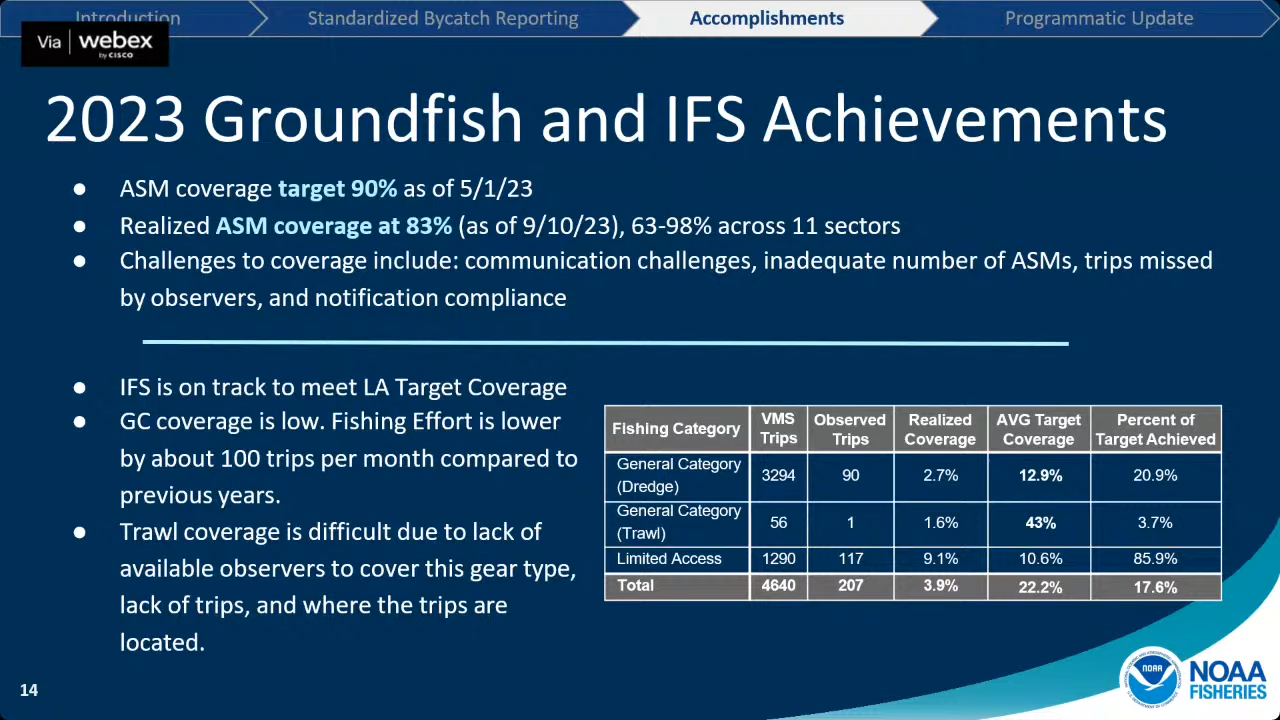 Introduction
Standardized Bycatch Reporting
Accomplishments
Programmatic Update
Via webex
by CISCO
2023 Groundfish and IFS Achievements
● ASM coverage target 90% as of 5/1/23
● Realized ASM coverage at 83% (as of 9/10/23), 63-98% across 11 sectors
● Challenges to coverage include: communication challenges, inadequate number of ASMs, trips missed
by observers, and notification compliance
● IFS is on track to meet LA Target Coverage
● GC coverage is low. Fishing Effort is lower
by about 100 trips per month compared to
previous years.
● Trawl coverage is difficult due to lack of
available observers to cover this gear type,
lack of trips, and where the trips are
located.
Fishing Category | VMS Trips | Observed Trips | Realized Coverage | AVG Target Coverage | Percent of Target Achieved
General Category (Dredge) | 3294 | 90 | 2.7% | 12.9% | 20.9%
General Category (Trawl) | 56 | 1 | 1.6% | 43% | 3.7%
Limited Access | 1290 | 117 | 9.1% | 10.6% | 85.9%
Total | 4640 | 207 | 3.9% | 22.2% | 17.6%
14
NOAA
NOAA
FISHERIES